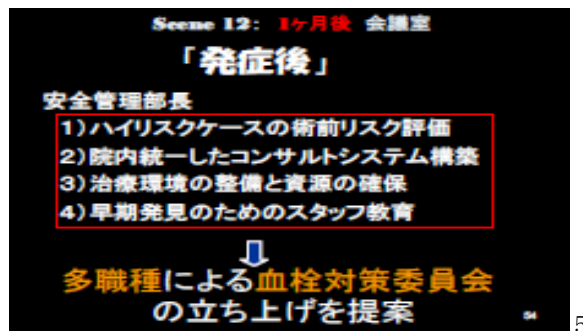 Scene 12: 1ヶ月後 会議室
「発症後」
安全管理部長
1)ハイリスクケースの術前リスク評価
2)院内統一したコンサルトシステム構築
3)治療環境の整備と資源の確保
4)早期発見のためのスタッフ教育
多職種による血栓対策委員会
の立ち上げを提案
54
5